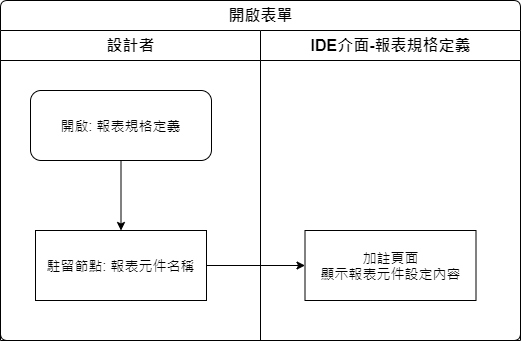 開啟表單
設計者
IDE介面-報表規格定義
開啟: 報表規格定義
駐留節點: 報表元件名稱
加註頁面
顯示報表元件設定內容